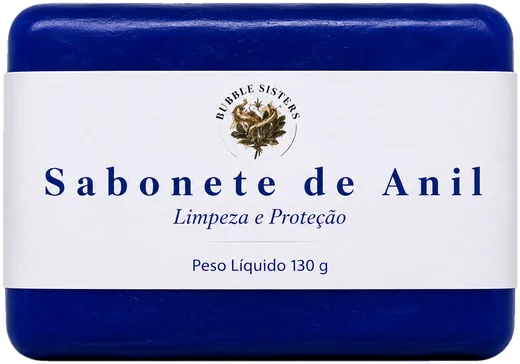 BUBBLE SISTERS
Sabonete de Anil
Limpeza e Proteção
Peso Líquido 130 g